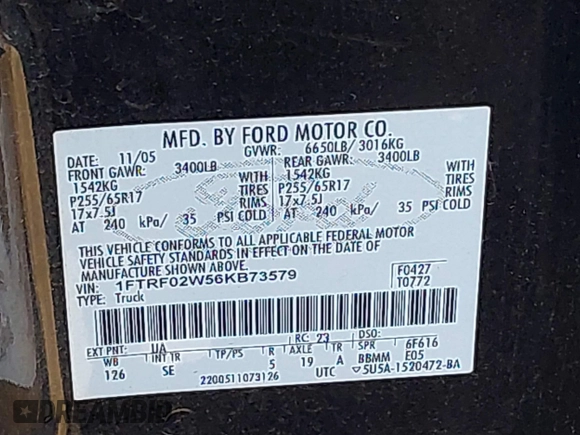 MFD. BY FORD MOTOR CO.
DATE: 11/05 GVWR: 6650LB/ 3016KG
FRONT GAWR: 3400LB REAR GAWR: 3400LB
1542KG WITH 1542KG WITH
P255/65R17 TIRES P255/65R17 TIRES
17x7.5J RIMS 17x7.5J RIMS
AT 240 kPa/ 35 PSI COLD AT 240 kPa/ 35 PSI COLD
THIS VEHICLE CONFORMS TO ALL APPLICABLE FEDERAL MOTOR
VEHICLE SAFETY STANDARDS IN EFFECT ON THE DATE OF
MANUFACTURE SHOWN ABOVE.
VIN: 1FTRF02W56KB73579 F0427
TYPE: Truck T0772
EXT PNT: UA RC: 23 DSO:
WB INT TR TP/PS R AXLE TR SPR 6F616
126 SE 5 19 A BBMM E05
2200511073126 UTC 5U5A-1520472-BA
DREAMBID